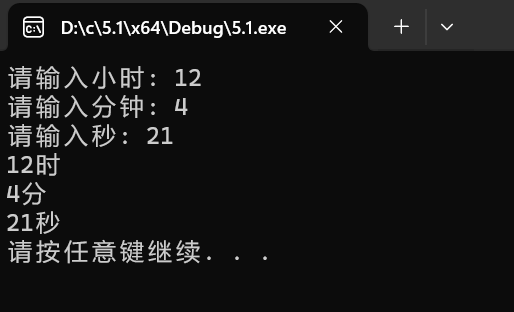 D:\c\5.1\x64\Debug\5.1.exe
请输入小时: 12
请输入分钟: 4
请输入秒: 21
12时
4分
21秒
请按任意键继续. . .